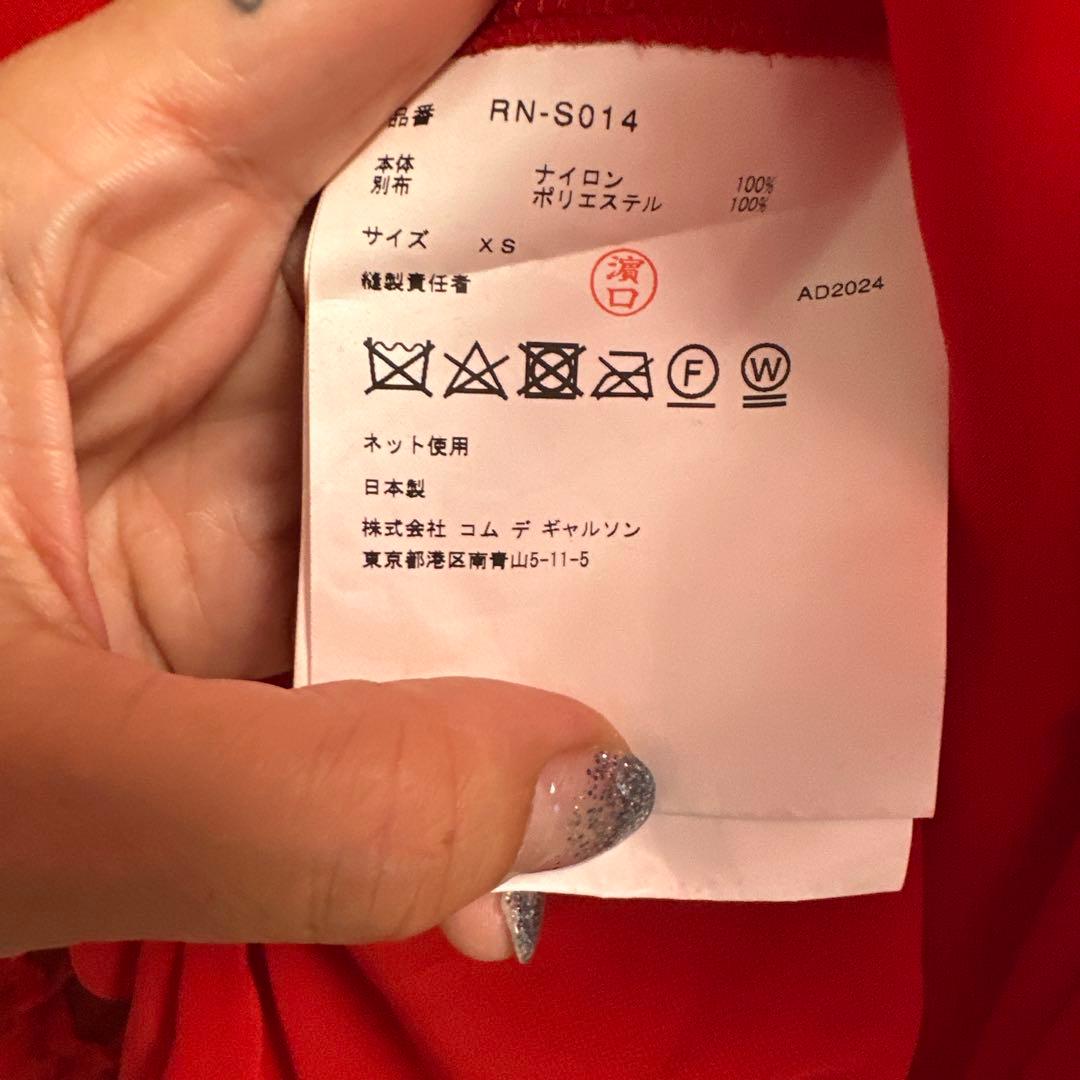 品番 RN-S014
本体 ナイロン 100%
別布 ポリエステル 100%
サイズ XS
縫製責任者 濱口 AD2024
F W
ネット使用
日本製
株式会社 コム デ ギャルソン
東京都港区南青山5-11-5